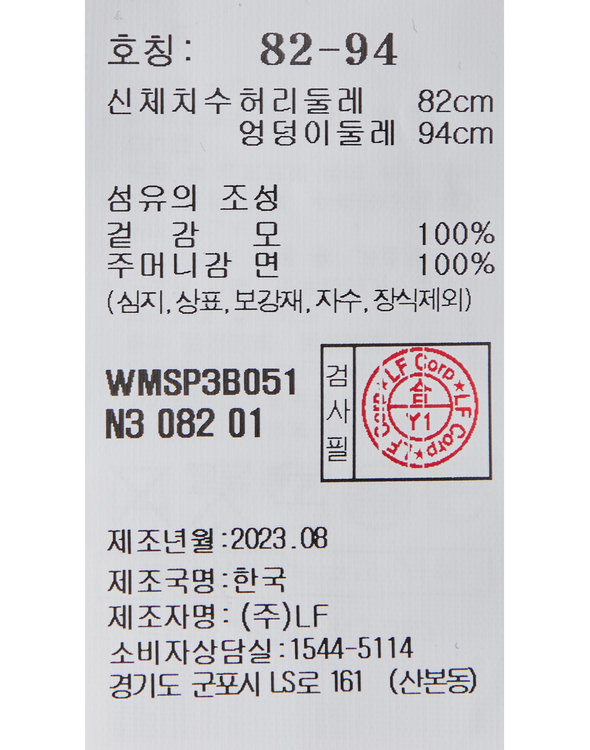 호칭: 82-94
신체치수허리둘레 82cm
엉덩이둘레 94cm
섬유의 조성
겉 감 모 100%
주머니감 면 100%
(심지,상표,보강재,자수,장식제외)
WMSP3B051
N3 082 01
검사필
LF Corp ★ LF Corp ★ LF Corp ★
Y1
제조년월:2023.08
제조국명:한국
제조자명: (주)LF
소비자상담실:1544-5114
경기도 군포시 LS로 161 (산본동)